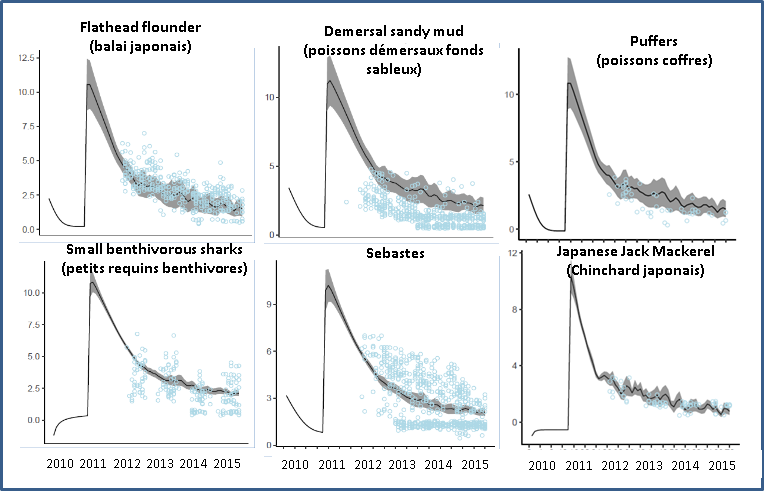 Flathead flounder
(balai japonais)
12.5
10.0
7.5
5.0
2.5
0.0
Demersal sandy mud
(poissons démersaux fonds
sableux)
10
5
0
Puffers
(poissons coffres)
10
5
0
Small benthivorous sharks
(petits requins benthivores)
10.0
7.5
5.0
2.5
0.0
2010 2011 2012 2013 2014 2015
Sebastes
9
6
3
0
2010 2011 2012 2013 2014 2015
Japanese Jack Mackerel
(Chinchard japonais)
12
8
4
0
2010 2011 2012 2013 2014 2015